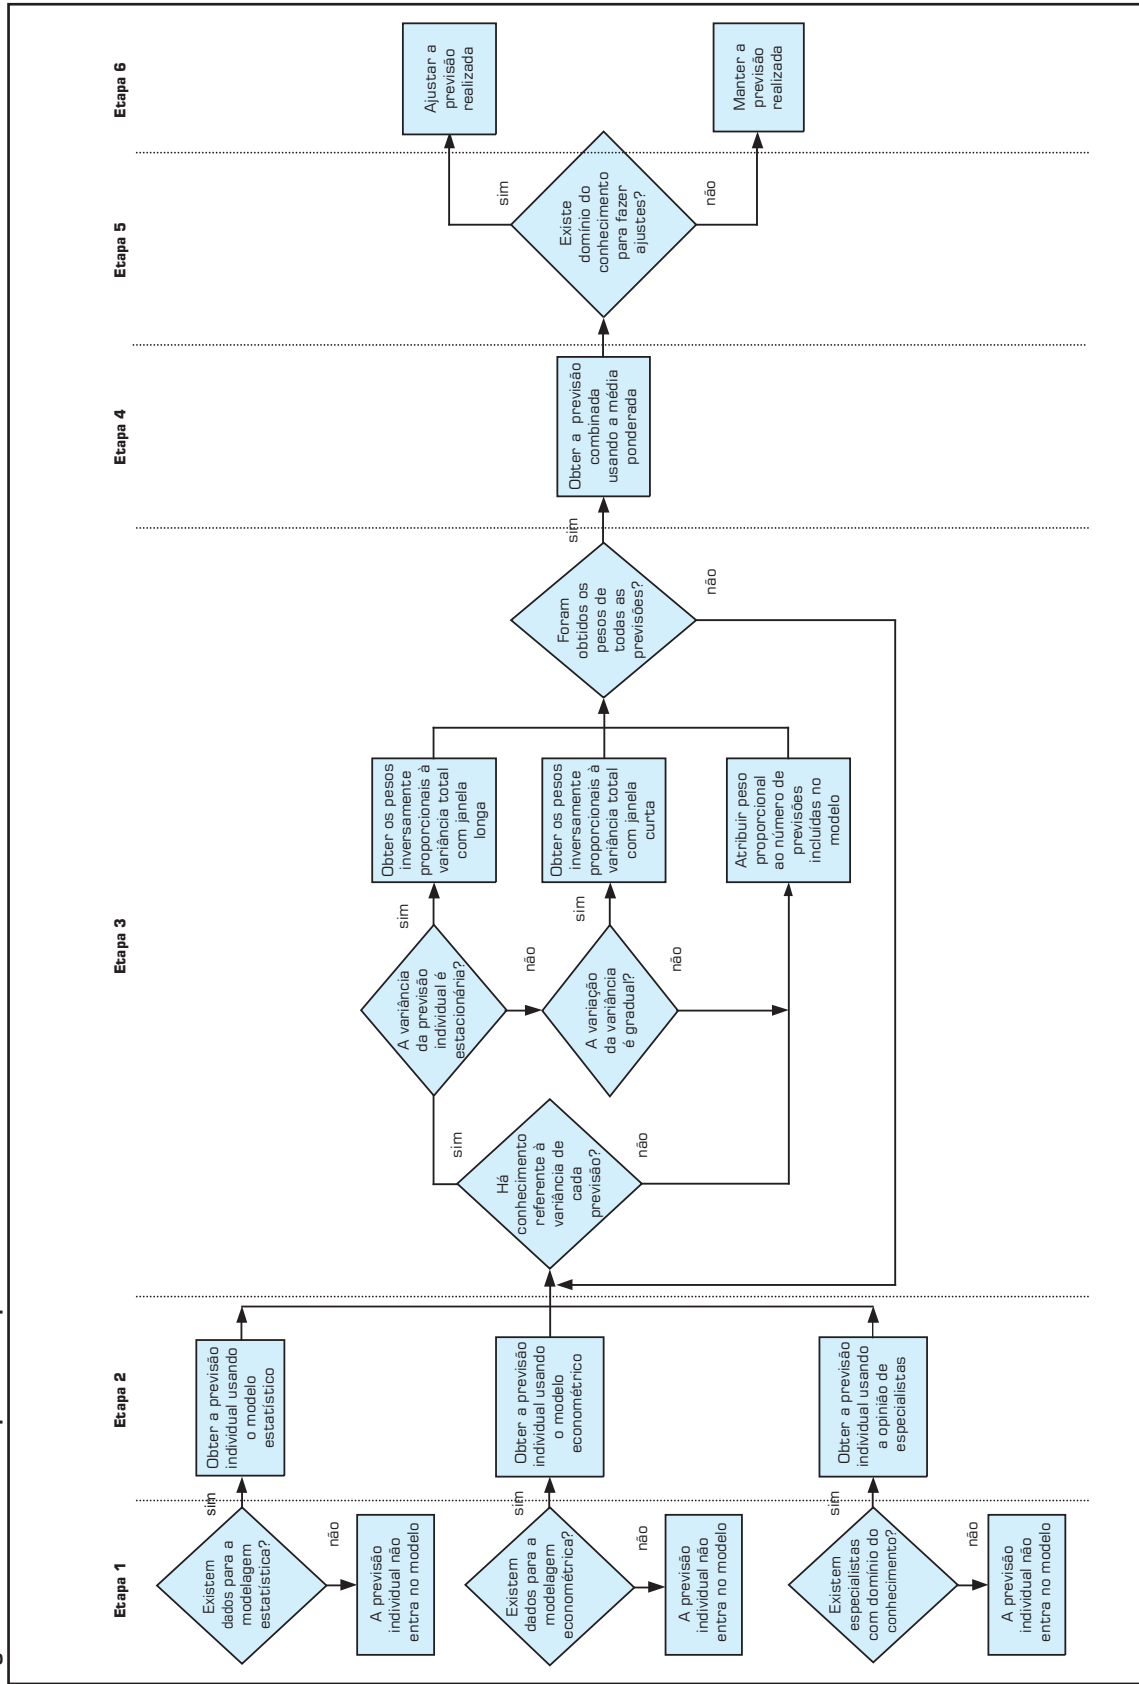 Etapa 1
Etapa 2
Etapa 3
Etapa 4
Etapa 5
Etapa 6
Existem
dados para a
modelagem
estatística?
sim
não
A previsão
individual não
entra no modelo
Existem
dados para a
modelagem
econométrica?
sim
não
A previsão
individual não
entra no modelo
Existem
especialistas
com domínio do
conhecimento?
sim
não
A previsão
individual não
entra no modelo
Obter a previsão
individual usando
o modelo
estatístico
Obter a previsão
individual usando
o modelo
econométrico
Obter a previsão
individual usando
a opinião de
especialistas
Há
conhecimento
referente à
variância de
cada
previsão?
sim
não
A variância
da previsão
individual é
estacionária?
sim
não
A variação
da variância
é gradual?
sim
não
Obter os pesos
inversamente
proporcionais à
variância total
com janela
longa
Obter os pesos
inversamente
proporcionais à
variância total
com janela
curta
Atribuir peso
proporcional
ao número de
previsões
incluídas no
modelo
Foram
obtidos os
pesos de
todas as
previsões?
sim
não
Obter a previsão
combinada
usando a média
ponderada
Existe
domínio do
conhecimento
para fazer
ajustes?
sim
não
Ajustar a
previsão
realizada
Manter a
previsão
realizada